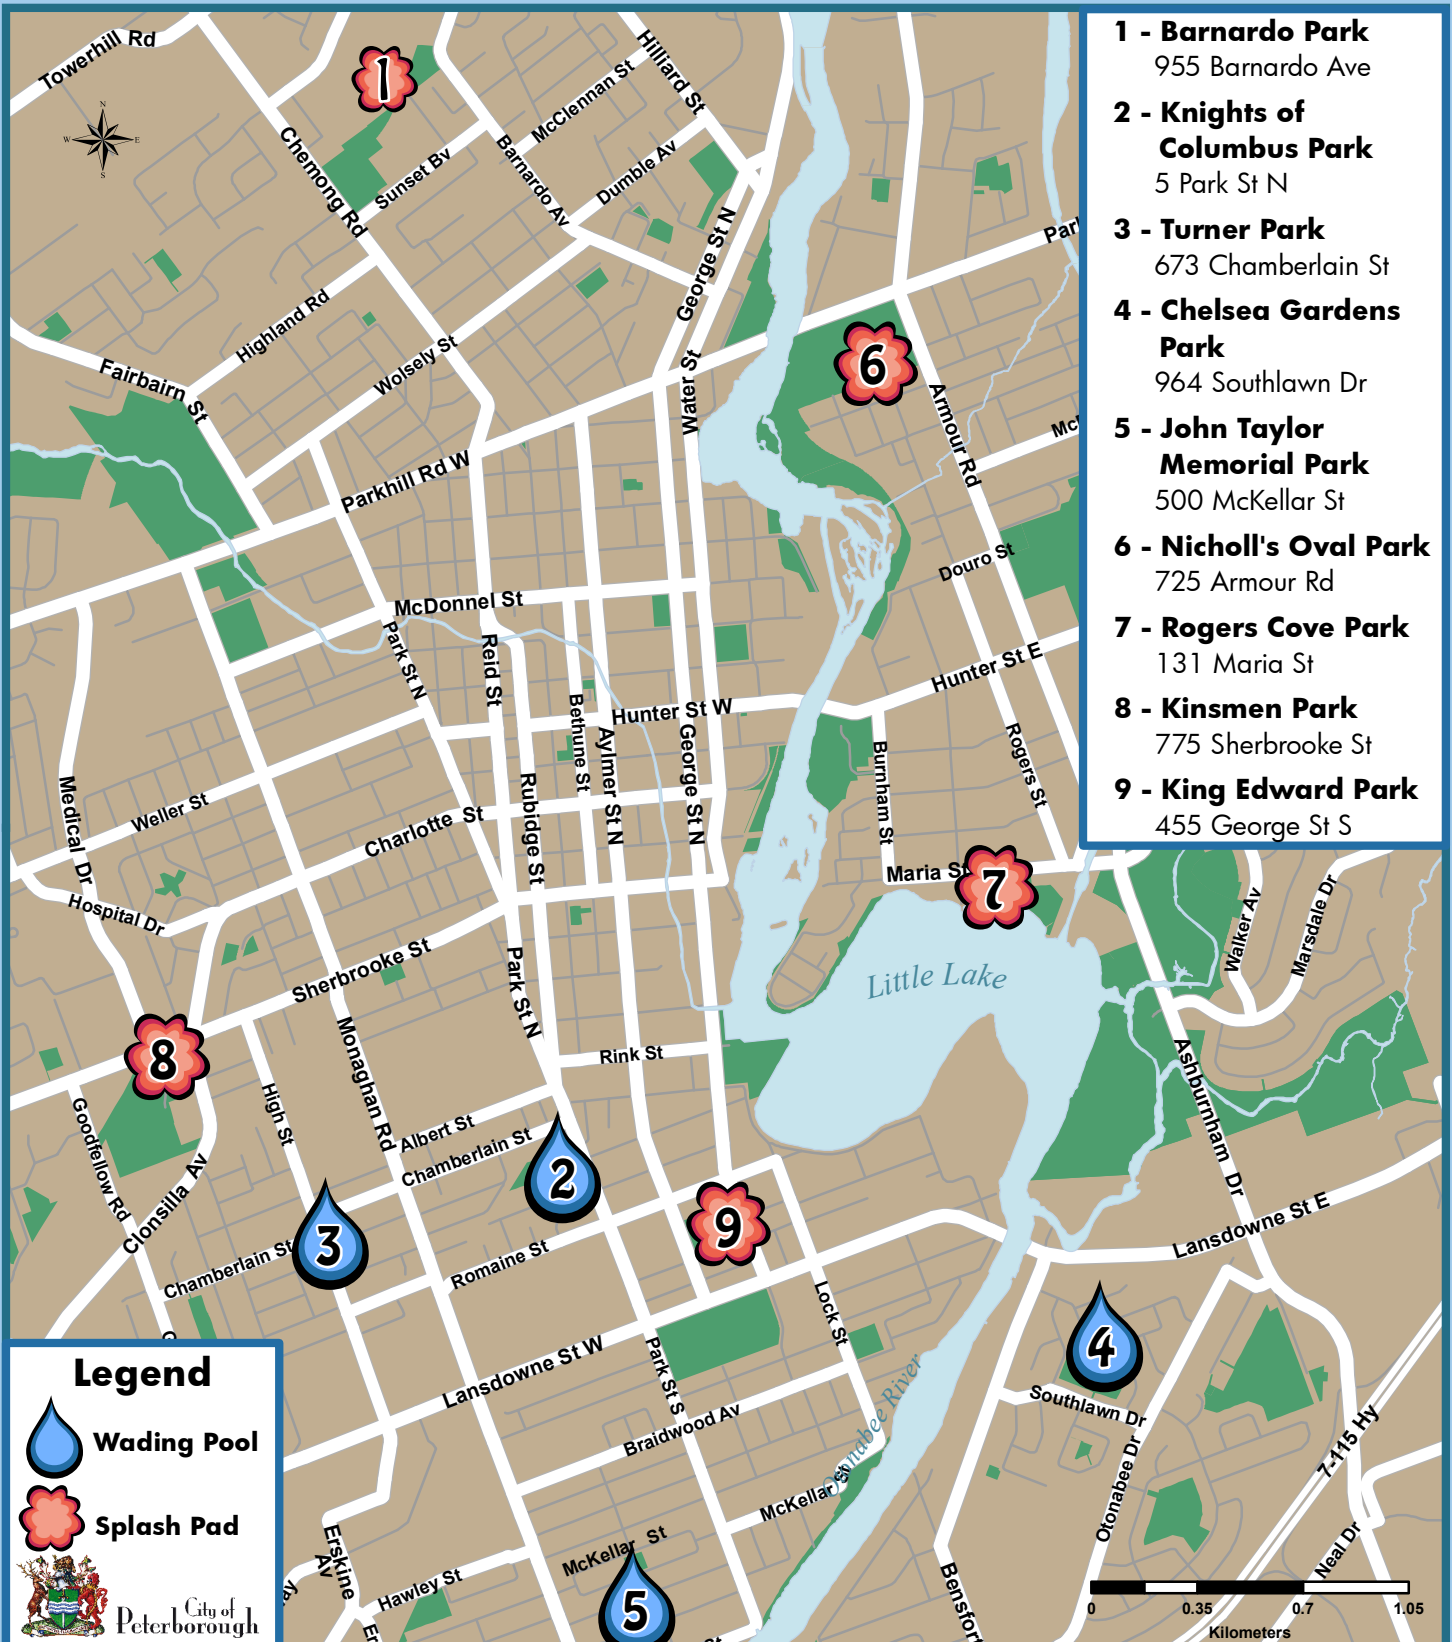 1 - Barnardo Park
955 Barnardo Ave
2 - Knights of
Columbus Park
5 Park St N
3 - Turner Park
673 Chamberlain St
4 - Chelsea Gardens
Park
964 Southlawn Dr
5 - John Taylor
Memorial Park
500 McKellar St
6 - Nicholl's Oval Park
725 Armour Rd
7 - Rogers Cove Park
131 Maria St
8 - Kinsmen Park
775 Sherbrooke St
9 - King Edward Park
455 George St S
Towerhill Rd
N
W
E
S
1
Hilliard St
McClennan St
Chemong Rd
Sunset Bv
Barnardo Av
Dumble Av
George St N
Highland Rd
Wolsely St
Fairbairn St
Water St
6
Armour Rd
Parkhill Rd W
Douro St
McDonnel St
Park St N
Reid St
Hunter St E
Hunter St W
Bethune St
Aylmer St N
George St N
Burnham St
Rogers St
Medical Dr
Weller St
Rubidge St
Charlotte St
Maria St
7
Hospital Dr
Walker Av
Marsdale Dr
Sherbrooke St
Park St N
Little Lake
8
Monaghan Rd
Rink St
Ashburnham Dr
Goodfellow Rd
High St
Albert St
Chamberlain St
2
Clonsilla Av
3
9
Chamberlain St
Romaine St
Lansdowne St E
Lock St
4
Lansdowne St W
Park St S
Otonabee River
Southlawn Dr
Braidwood Av
Otonabee Dr
7-115 Hy
McKellar St
McKellar St
5
Erskine Av
Hawley St
Neal Dr
Legend
Wading Pool
Splash Pad
City of
Peterborough
0 0.35 0.7 1.05
Kilometers